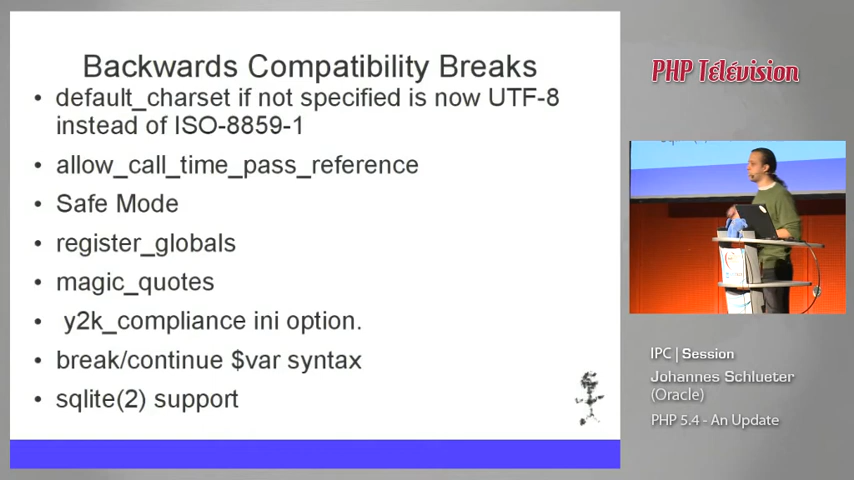 Backwards Compatibility Breaks
• default_charset if not specified is now UTF-8
instead of ISO-8859-1
• allow_call_time_pass_reference
• Safe Mode
• register_globals
• magic_quotes
• y2k_compliance ini option.
• break/continue $var syntax
• sqlite(2) support
PHP Télévision
IPC | Session
Johannes Schlueter
(Oracle)
PHP 5.4 - An Update